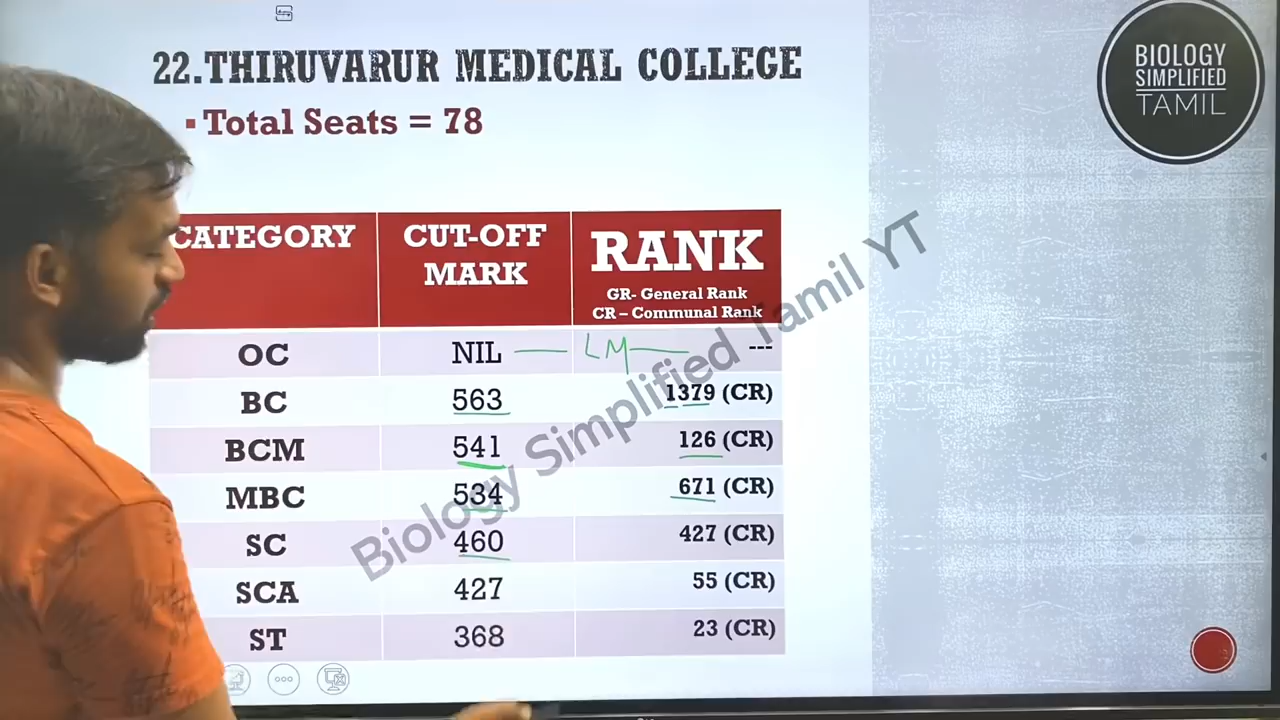 22.THIRUVARUR MEDICAL COLLEGE
▪ Total Seats = 78
BIOLOGY
SIMPLIFIED
TAMIL
CATEGORY CUT-OFF MARK RANK
GR- General Rank
CR – Communal Rank
OC NIL LM ---
BC 563 1379 (CR)
BCM 541 126 (CR)
MBC 534 671 (CR)
SC 460 427 (CR)
SCA 427 55 (CR)
ST 368 23 (CR)
Biology Simplified Tamil YT